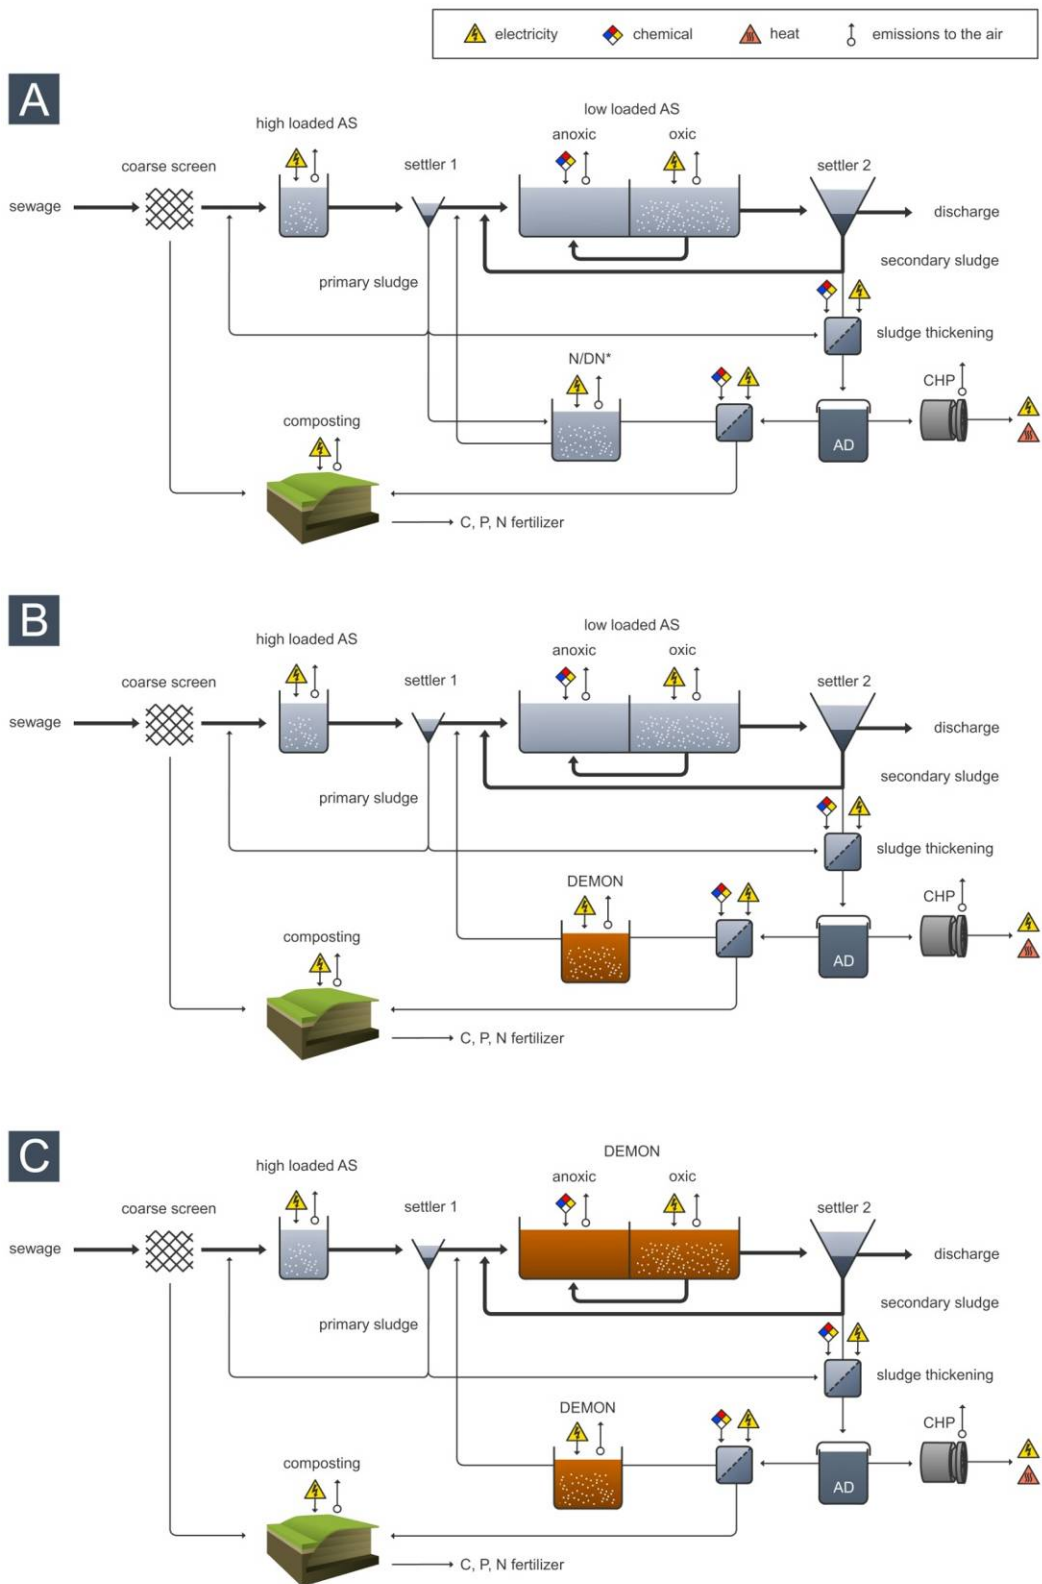 electricity
chemical
heat
emissions to the air
A
low loaded AS
high loaded AS
anoxic
oxic
coarse screen
settler 1
settler 2
sewage
discharge
secondary sludge
primary sludge
sludge thickening
N/DN*
CHP
composting
AD
C, P, N fertilizer
B
low loaded AS
high loaded AS
anoxic
oxic
coarse screen
settler 1
settler 2
sewage
discharge
secondary sludge
primary sludge
sludge thickening
DEMON
CHP
composting
AD
C, P, N fertilizer
C
DEMON
high loaded AS
anoxic
oxic
coarse screen
settler 1
settler 2
sewage
discharge
secondary sludge
primary sludge
sludge thickening
DEMON
CHP
composting
AD
C, P, N fertilizer